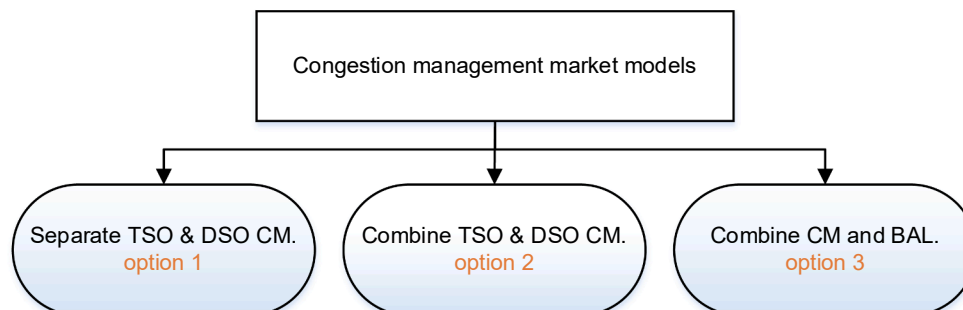 Congestion management market models
Separate TSO & DSO CM.
option 1
Combine TSO & DSO CM.
option 2
Combine CM and BAL.
option 3